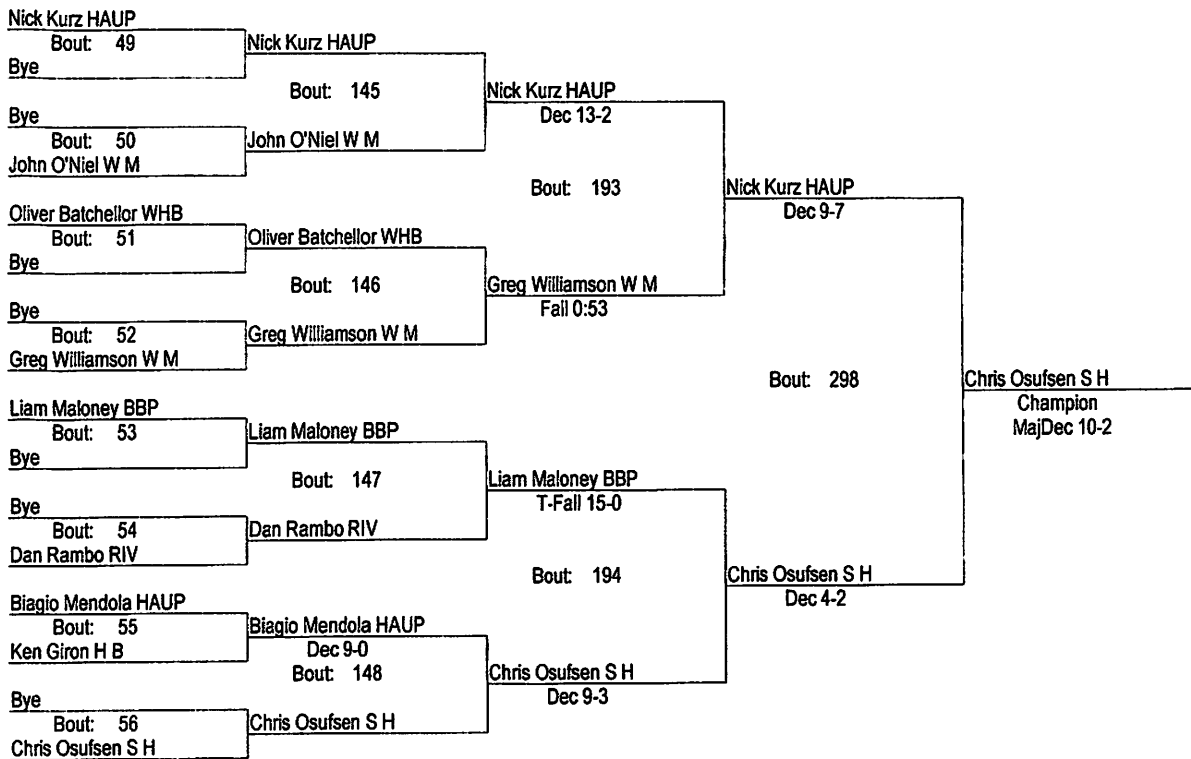 Nick Kurz HAUP
Bout: 49
Bye
Bye
Bout: 50
John O'Niel W M
Oliver Batchellor WHB
Bout: 51
Bye
Bye
Bout: 52
Greg Williamson W M
Liam Maloney BBP
Bout: 53
Bye
Bye
Bout: 54
Dan Rambo RIV
Biagio Mendola HAUP
Bout: 55
Ken Giron H B
Bye
Bout: 56
Chris Osufsen S H
Nick Kurz HAUP
Bout: 145
John O'Niel W M
Oliver Batchellor WHB
Bout: 146
Greg Williamson W M
Liam Maloney BBP
Bout: 147
Dan Rambo RIV
Biagio Mendola HAUP
Dec 9-0
Bout: 148
Chris Osufsen S H
Nick Kurz HAUP
Dec 13-2
Bout: 193
Greg Williamson W M
Fall 0:53
Liam Maloney BBP
T-Fall 15-0
Bout: 194
Chris Osufsen S H
Dec 9-3
Nick Kurz HAUP
Dec 9-7
Bout: 298
Chris Osufsen S H
Dec 4-2
Chris Osufsen S H
Champion
MajDec 10-2